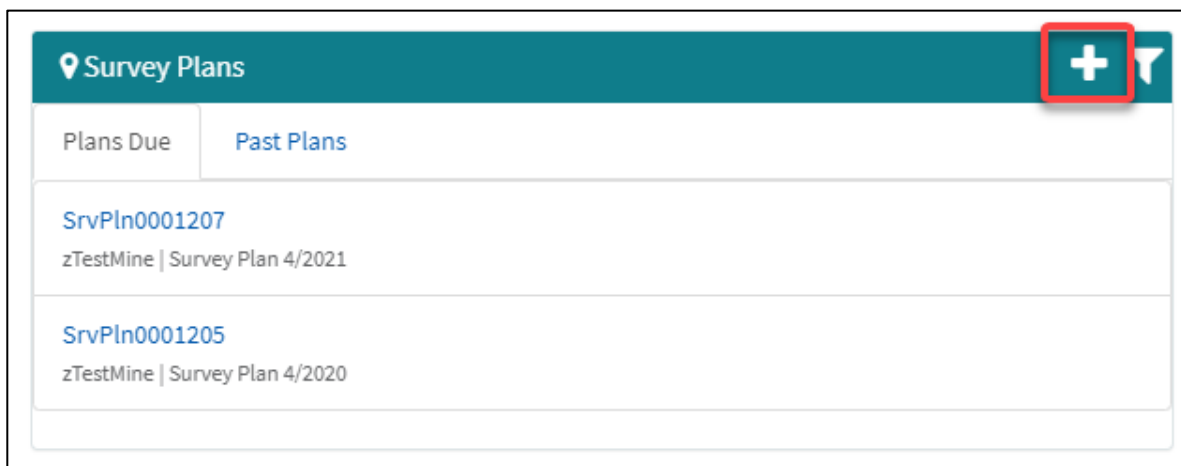 Survey Plans
Plans Due Past Plans
SrvPln0001207
zTestMine | Survey Plan 4/2021
SrvPln0001205
zTestMine | Survey Plan 4/2020